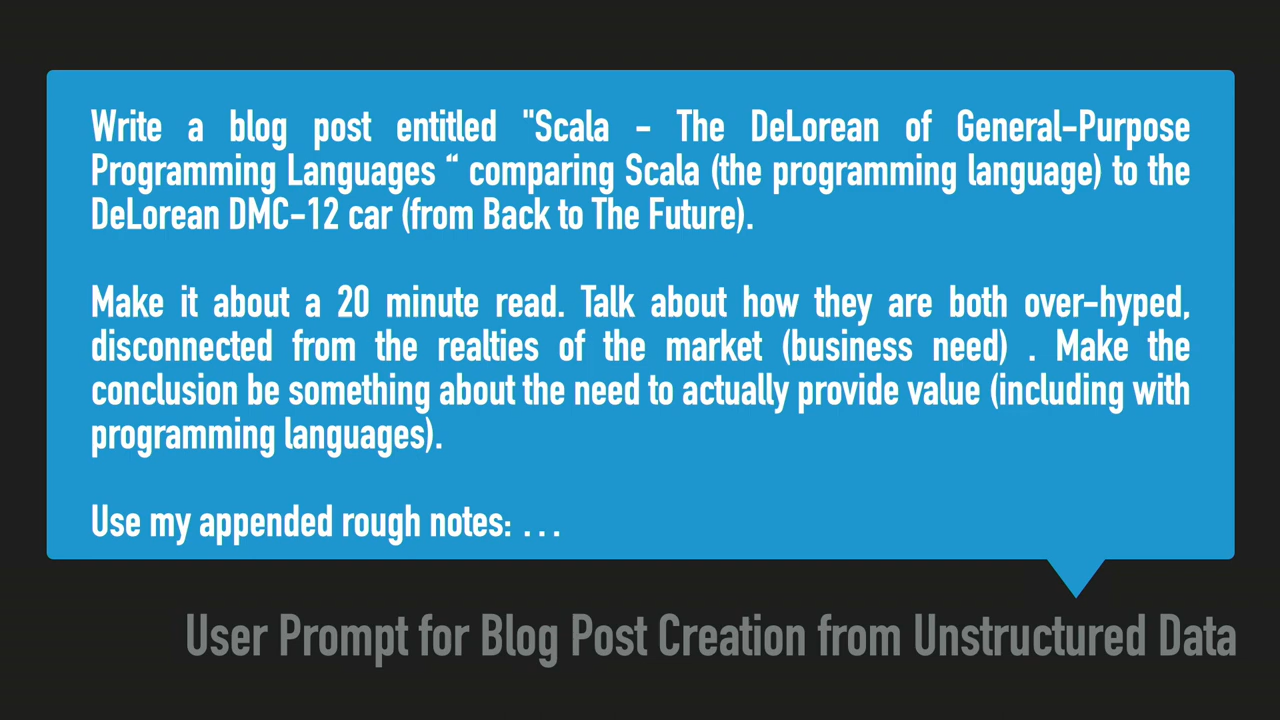 Write a blog post entitled "Scala - The DeLorean of General-Purpose
Programming Languages “ comparing Scala (the programming language) to the
DeLorean DMC-12 car (from Back to The Future).
Make it about a 20 minute read. Talk about how they are both over-hyped,
disconnected from the realties of the market (business need) . Make the
conclusion be something about the need to actually provide value (including with
programming languages).
Use my appended rough notes: ...
User Prompt for Blog Post Creation from Unstructured Data